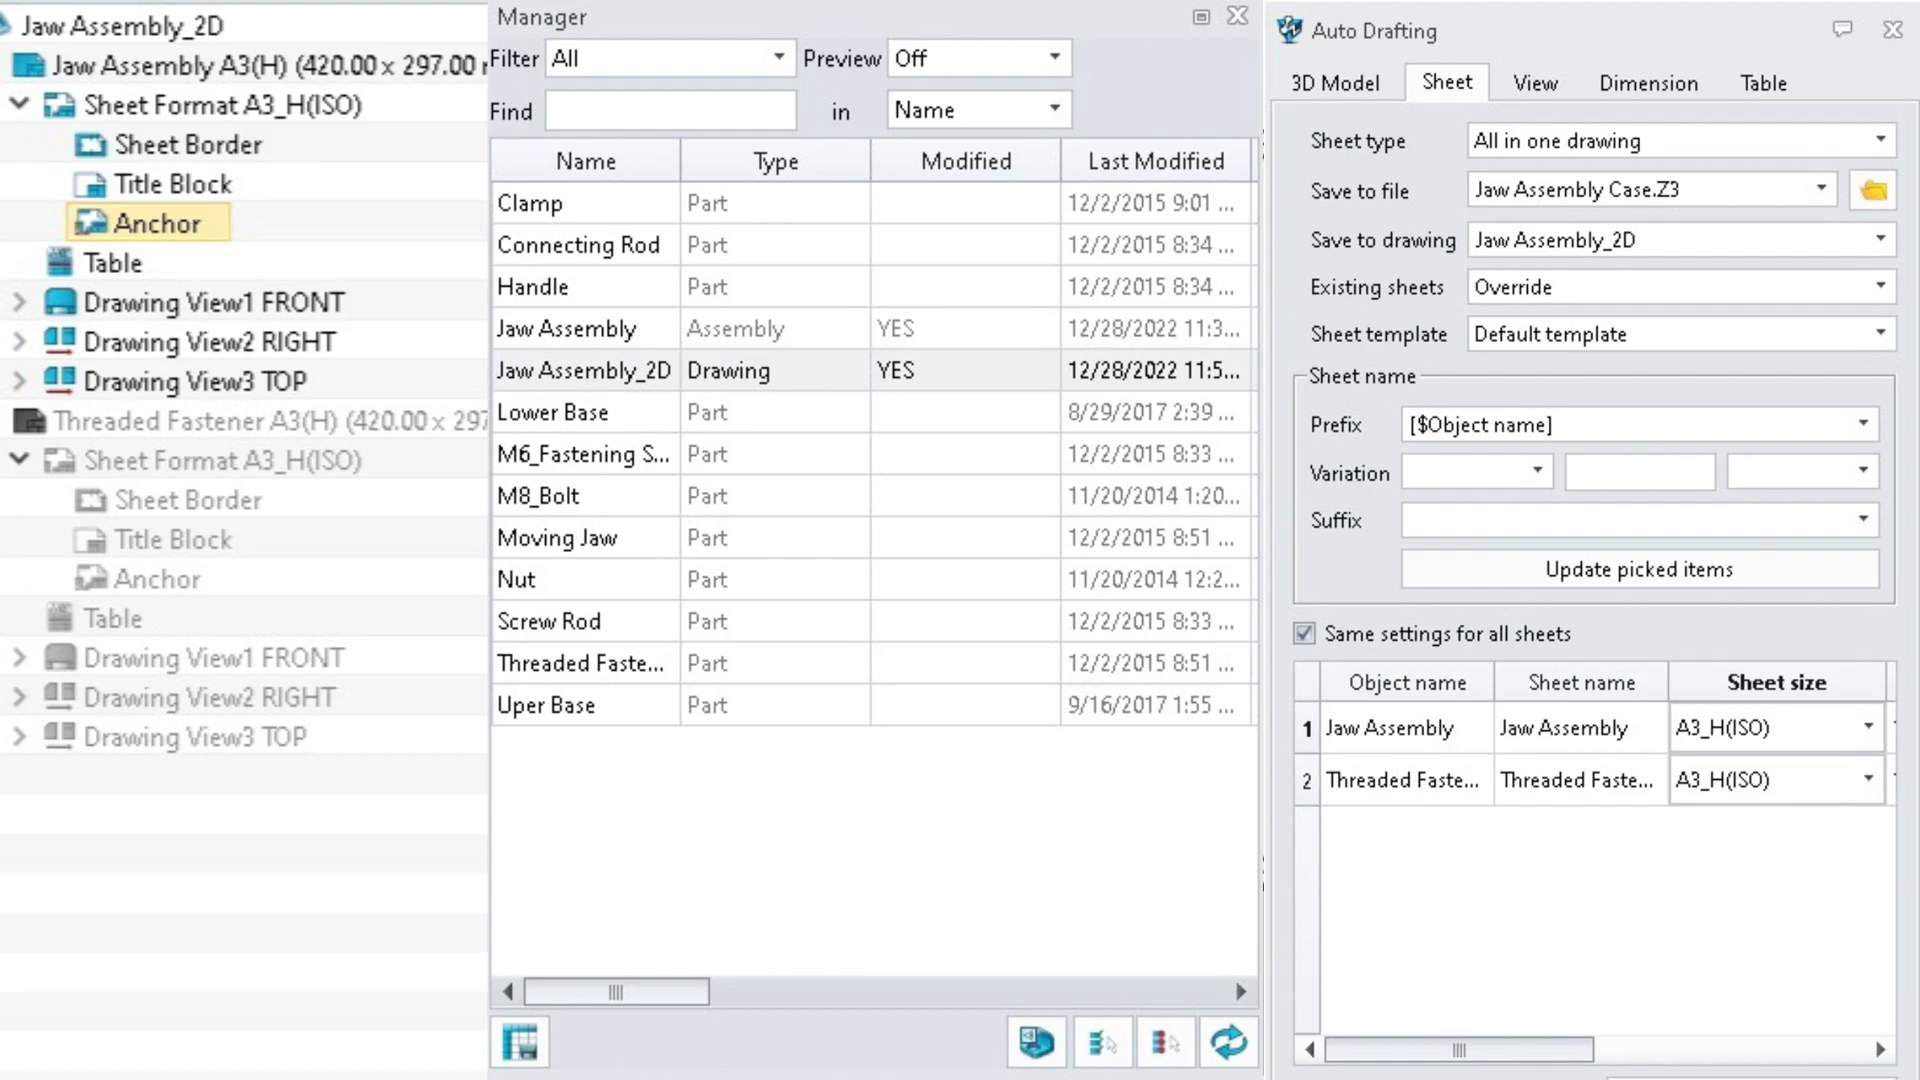 Jaw Assembly_2D
Jaw Assembly A3(H) (420.00 x 297.00
Sheet Format A3_H(ISO)
Sheet Border
Title Block
Anchor
Table
Drawing View1 FRONT
Drawing View2 RIGHT
Drawing View3 TOP
Threaded Fastener A3(H) (420.00 x 297
Sheet Format A3_H(ISO)
Sheet Border
Title Block
Anchor
Table
Drawing View1 FRONT
Drawing View2 RIGHT
Drawing View3 TOP
Manager
Filter All Preview Off
Find in Name
Name Type Modified Last Modified
Clamp Part 12/2/2015 9:01 ...
Connecting Rod Part 12/2/2015 8:34 ...
Handle Part 12/2/2015 8:34 ...
Jaw Assembly Assembly YES 12/28/2022 11:3...
Jaw Assembly_2D Drawing YES 12/28/2022 11:5...
Lower Base Part 8/29/2017 2:39 ...
M6_Fastening S... Part 12/2/2015 8:33 ...
M8_Bolt Part 11/20/2014 1:20...
Moving Jaw Part 12/2/2015 8:51 ...
Nut Part 11/20/2014 12:2...
Screw Rod Part 12/2/2015 8:33 ...
Threaded Faste... Part 12/2/2015 8:51 ...
Uper Base Part 9/16/2017 1:55 ...
Auto Drafting
3D Model Sheet View Dimension Table
Sheet type All in one drawing
Save to file Jaw Assembly Case.Z3
Save to drawing Jaw Assembly_2D
Existing sheets Override
Sheet template Default template
Sheet name
Prefix [$Object name]
Variation
Suffix
Update picked items
Same settings for all sheets
Object name Sheet name Sheet size
1 Jaw Assembly Jaw Assembly A3_H(ISO)
2 Threaded Faste... Threaded Faste... A3_H(ISO)